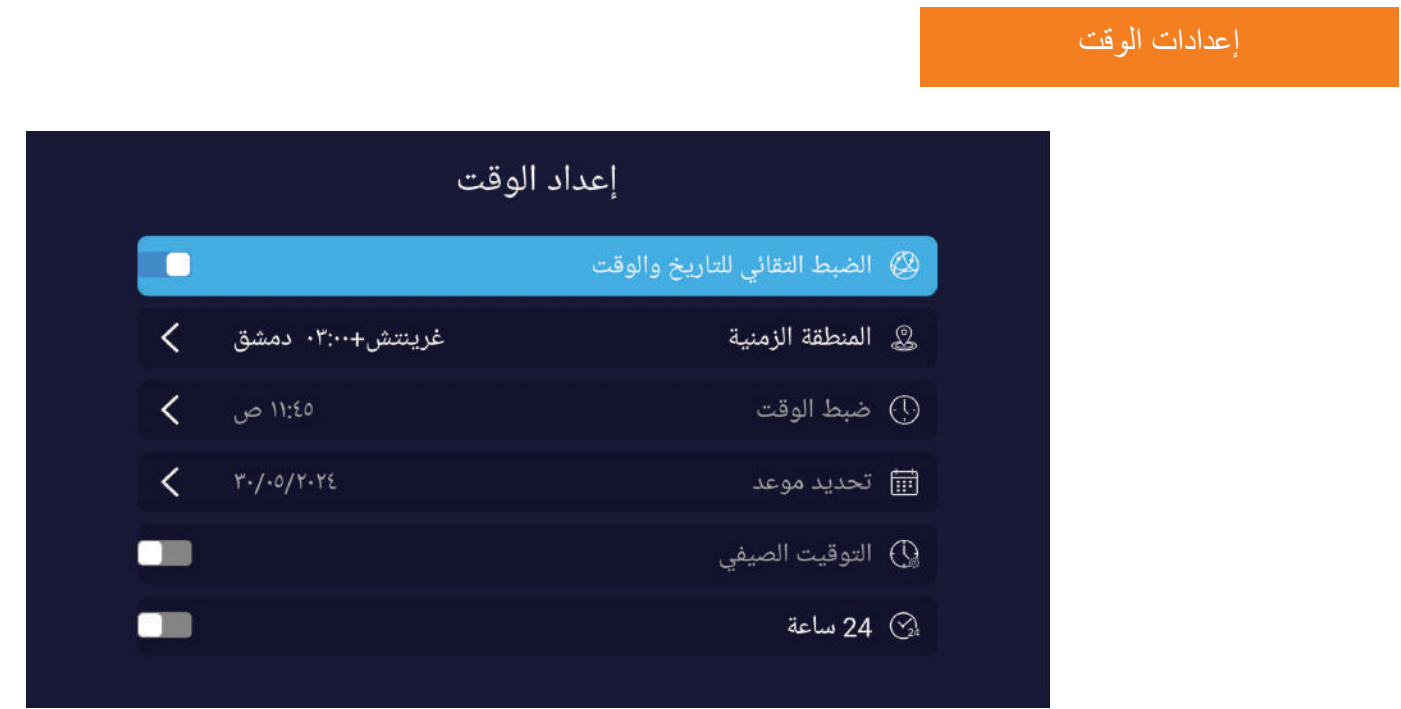 إعدادات الوقت
إعداد الوقت
الضبط التقائي للتاريخ والوقت
المنطقة الزمنية غرينتش+٠٣:٠٠ دمشق
ضبط الوقت ١١:٤٥ ص
تحديد موعد ٣٠/٠٥/٢٠٢٤
التوقيت الصيفي
24 ساعة